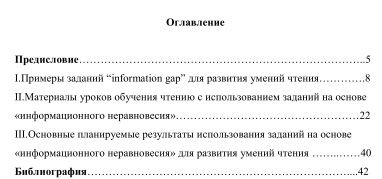 Оглавление
Предисловие…………………………………………………………………..5
I.Примеры заданий “information gap” для развития умений чтения…………8
II.Материалы уроков обучения чтению с использованием заданий на основе
«информационного неравновесия»…………………………………………22
III.Основные планируемые результаты использования заданий на основе
«информационного неравновесия» для развития умений чтения ……..……40
Библиография………………………………………………………………..42